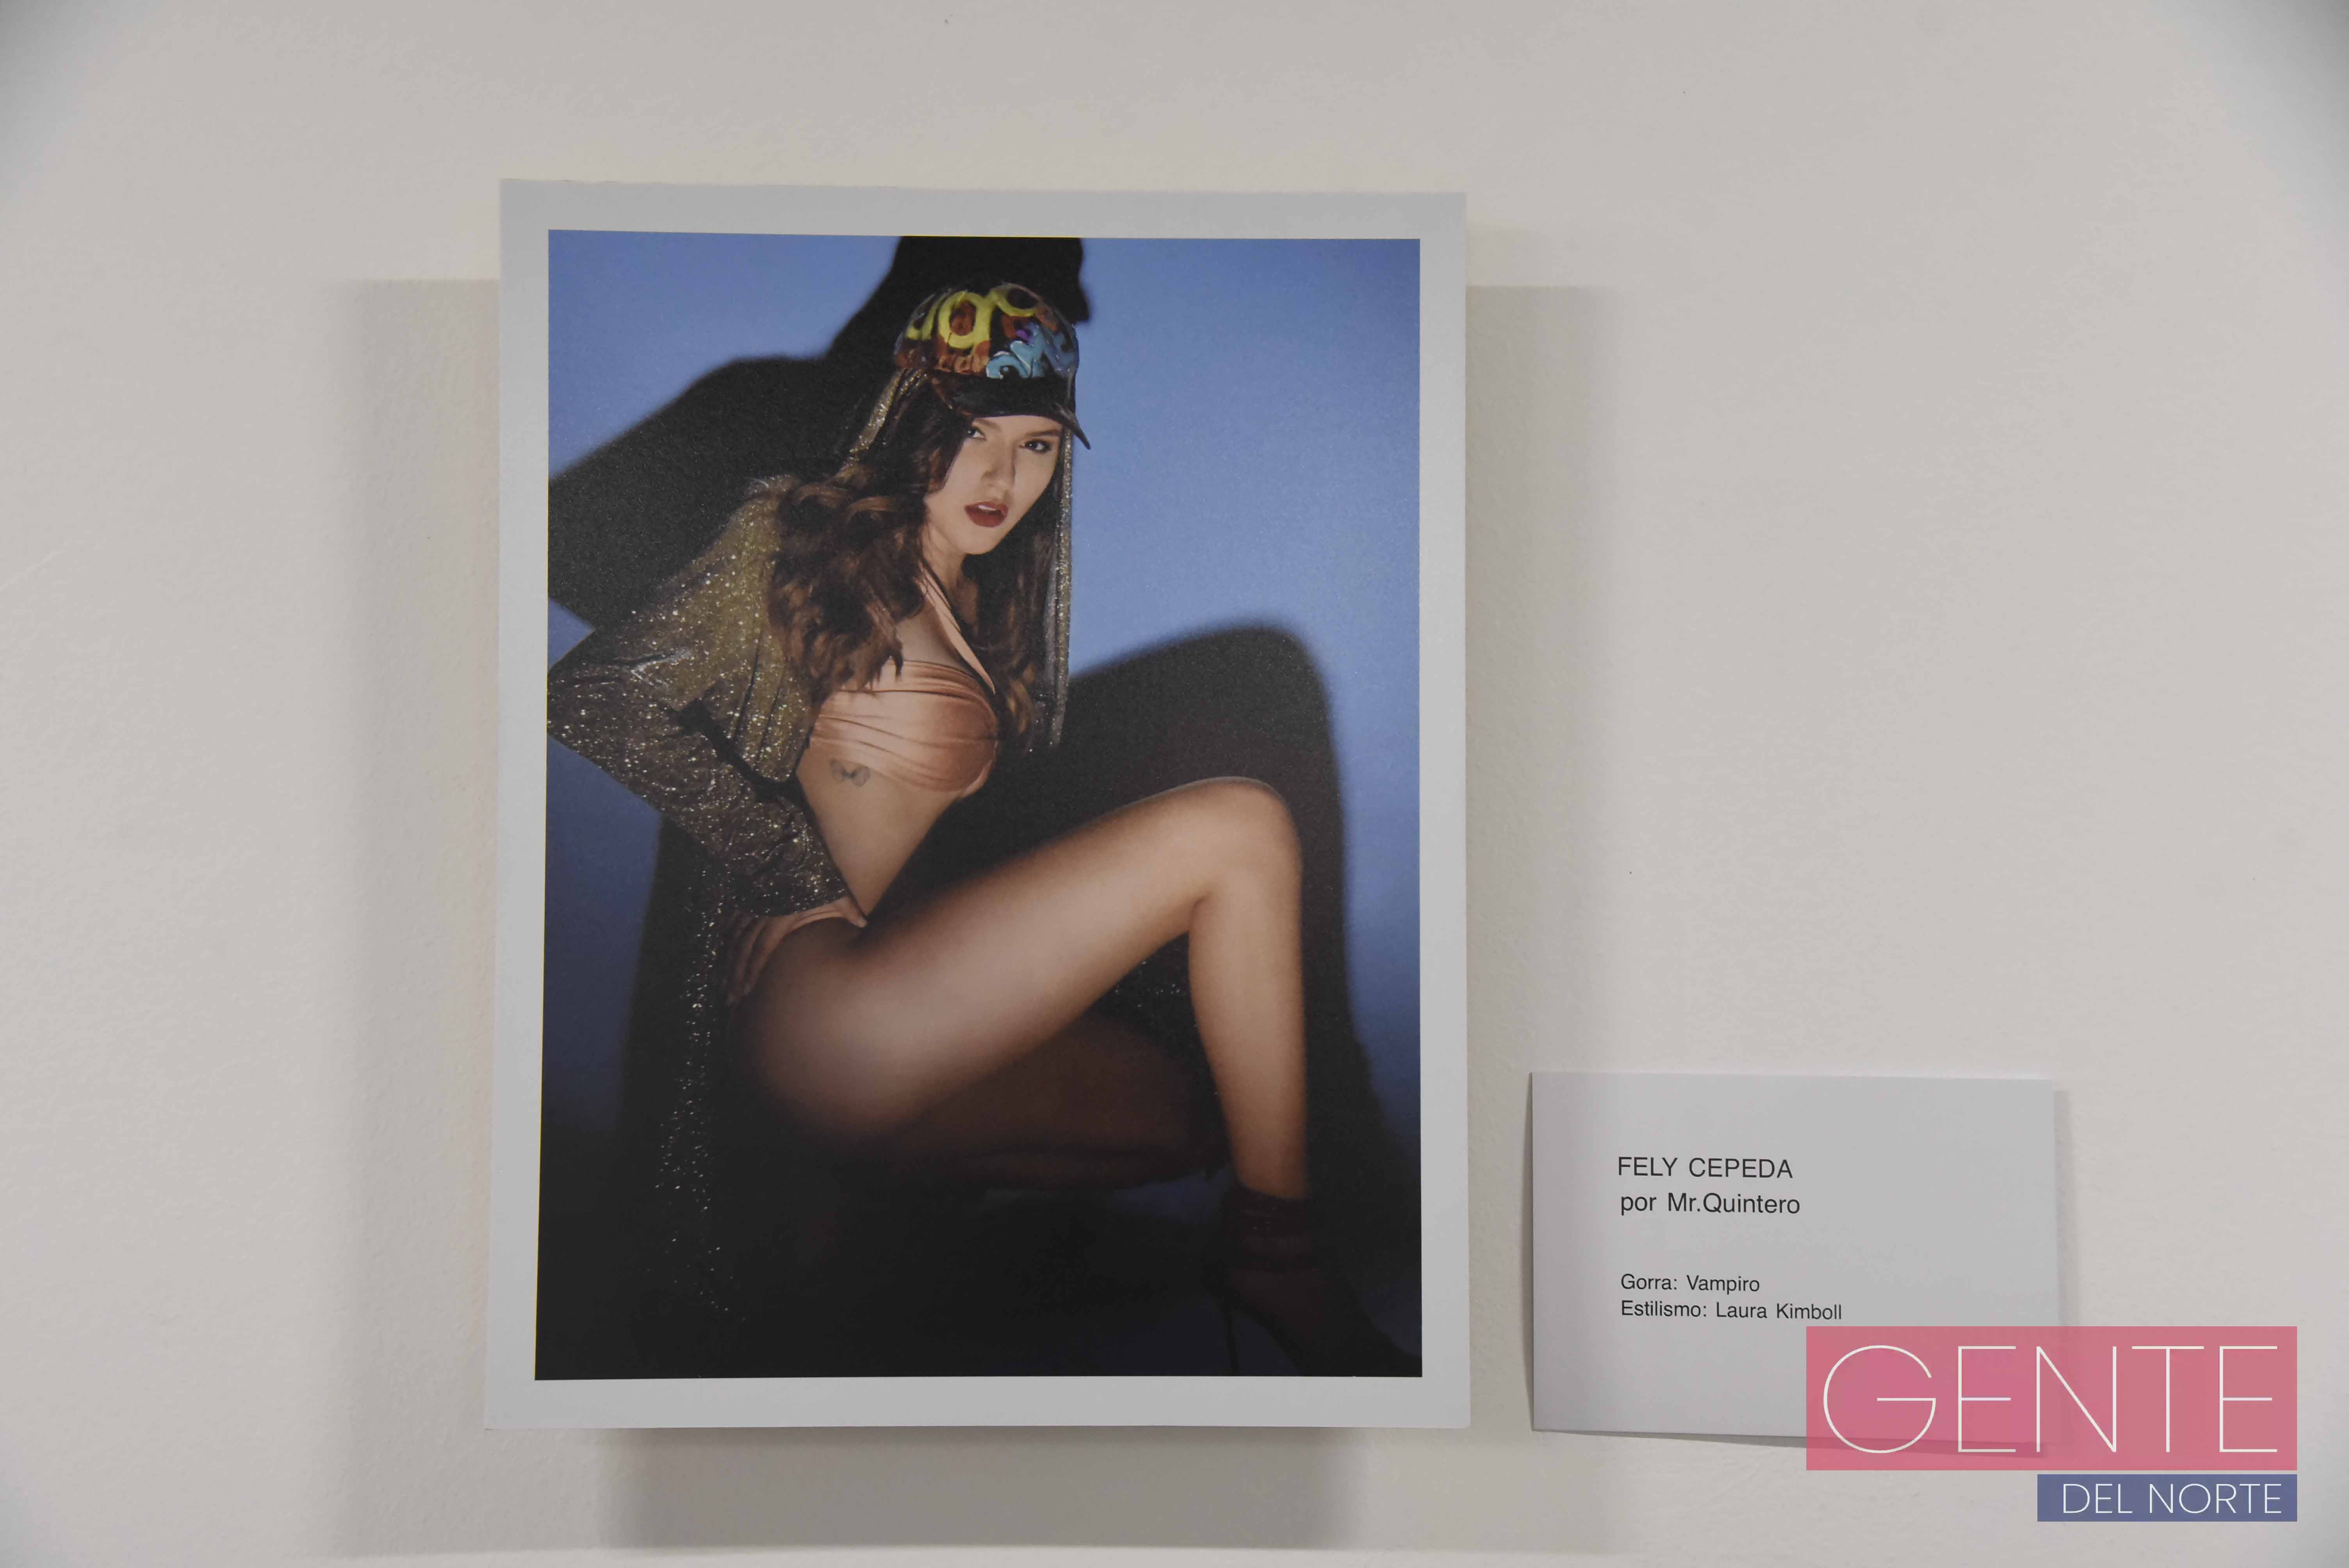 FELY CEPEDA
por Mr.Quintero
Gorra: Vampiro
Estilismo: Laura Kimboll
GENTE
DEL NORTE